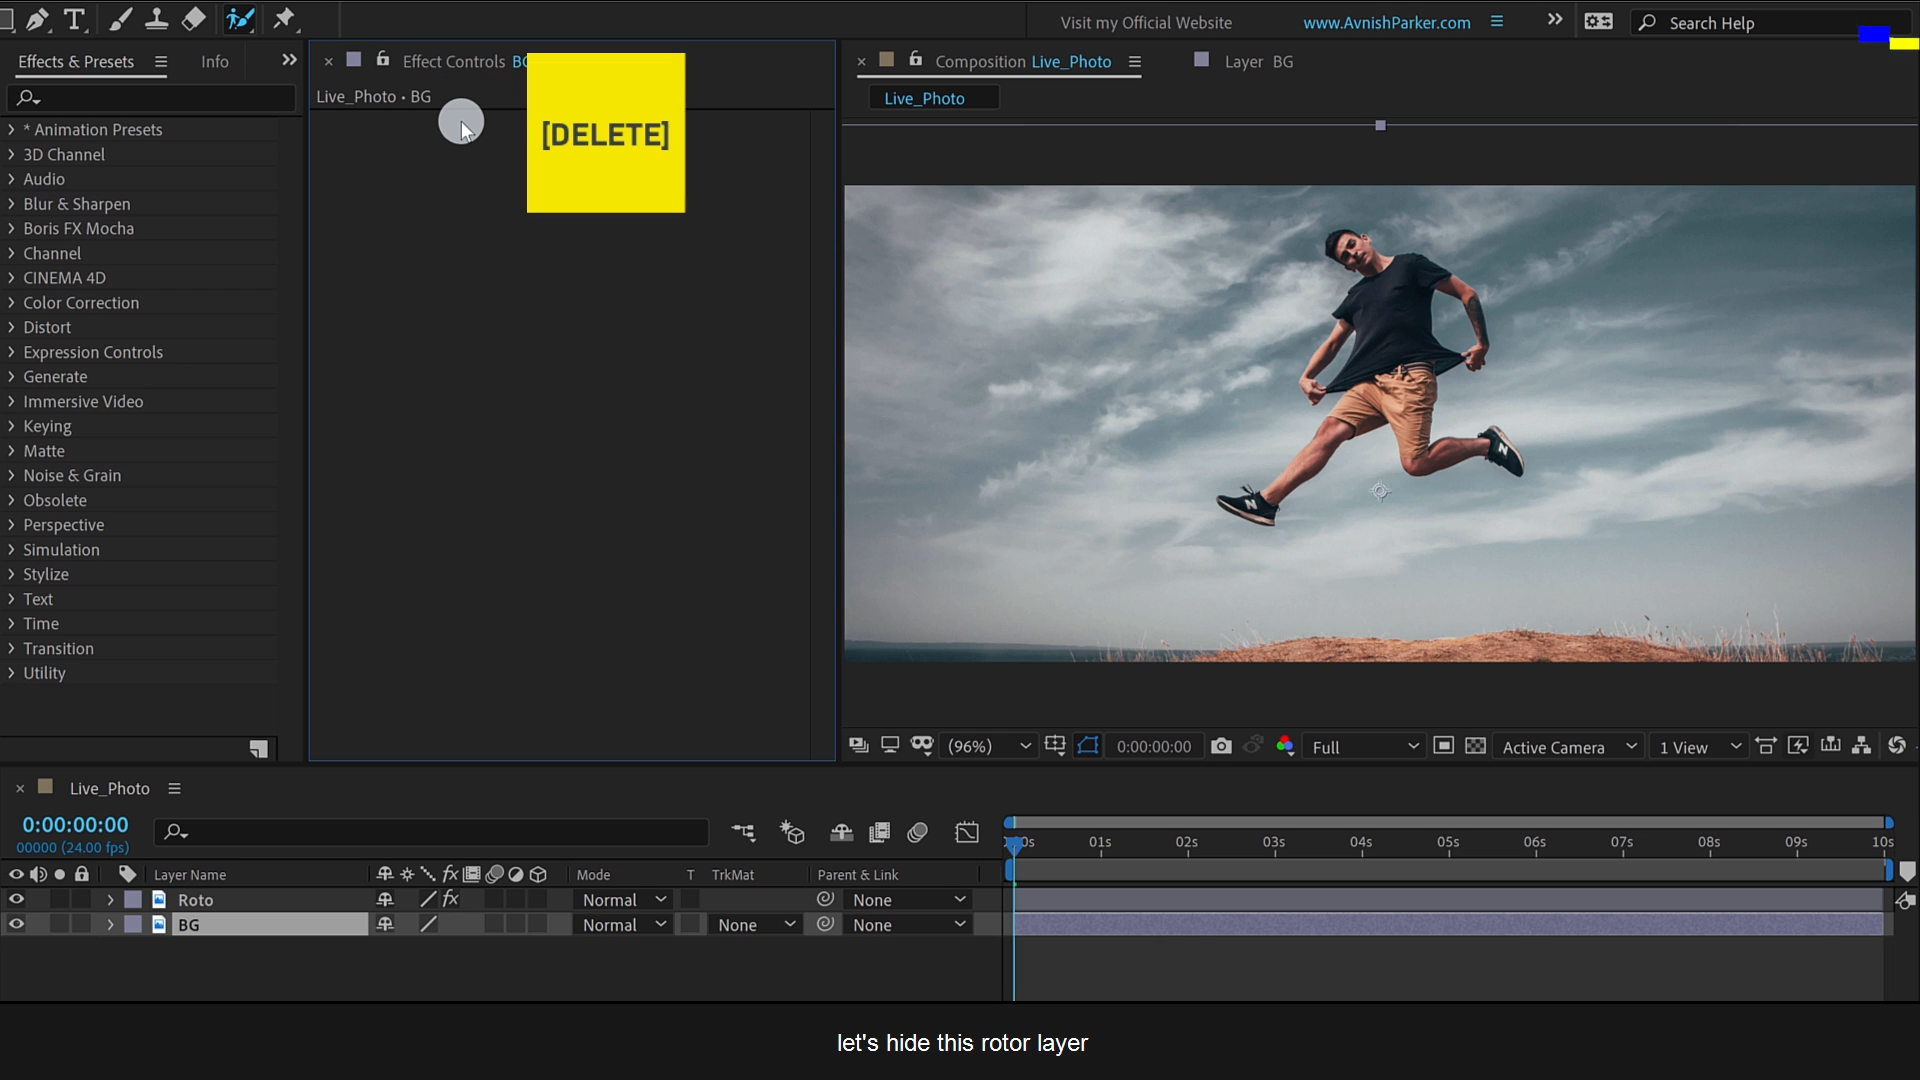 T
Visit my Official Website
www.AvnishParker.com
Search Help
Effects & Presets
Info
Effect Controls
[DELETE]
Live_Photo • BG
Composition Live_Photo
Layer BG
Live_Photo
* Animation Presets
3D Channel
Audio
Blur & Sharpen
Boris FX Mocha
Channel
CINEMA 4D
Color Correction
Distort
Expression Controls
Generate
Immersive Video
Keying
Matte
Noise & Grain
Obsolete
Perspective
Simulation
Stylize
Text
Time
Transition
Utility
(96%)
0:00:00:00
Full
Active Camera
1 View
Live_Photo
0:00:00:00
00000 (24.00 fps)
01s 02s 03s 04s 05s 06s 07s 08s 09s 10s
Layer Name
fx
Mode
T TrkMat
Parent & Link
Roto
fx
Normal
None
BG
Normal
None
None
let's hide this rotor layer